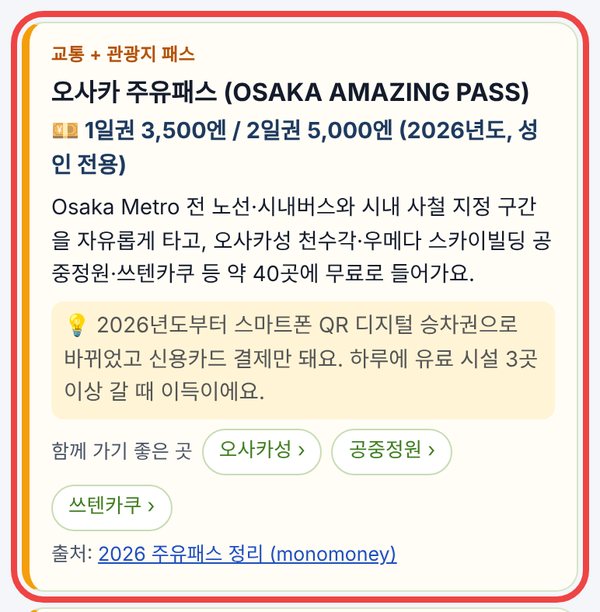 교통 + 관광지 패스
오사카 주유패스 (OSAKA AMAZING PASS)
💴 1일권 3,500엔 / 2일권 5,000엔 (2026년도, 성
인 전용)
Osaka Metro 전 노선·시내버스와 시내 사철 지정 구간
을 자유롭게 타고, 오사카성 천수각·우메다 스카이빌딩 공
중정원·쓰텐카쿠 등 약 40곳에 무료로 들어가요.
💡 2026년도부터 스마트폰 QR 디지털 승차권으로
바뀌었고 신용카드 결제만 돼요. 하루에 유료 시설 3곳
이상 갈 때 이득이에요.
함께 가기 좋은 곳 오사카성 › 공중정원 ›
쓰텐카쿠 ›
출처: 2026 주유패스 정리 (monomoney)